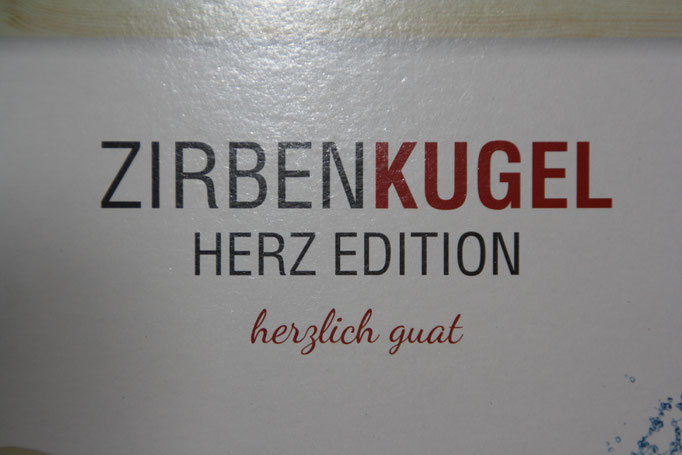 ZIRBENKUGEL
HERZ EDITION
herzlich guat